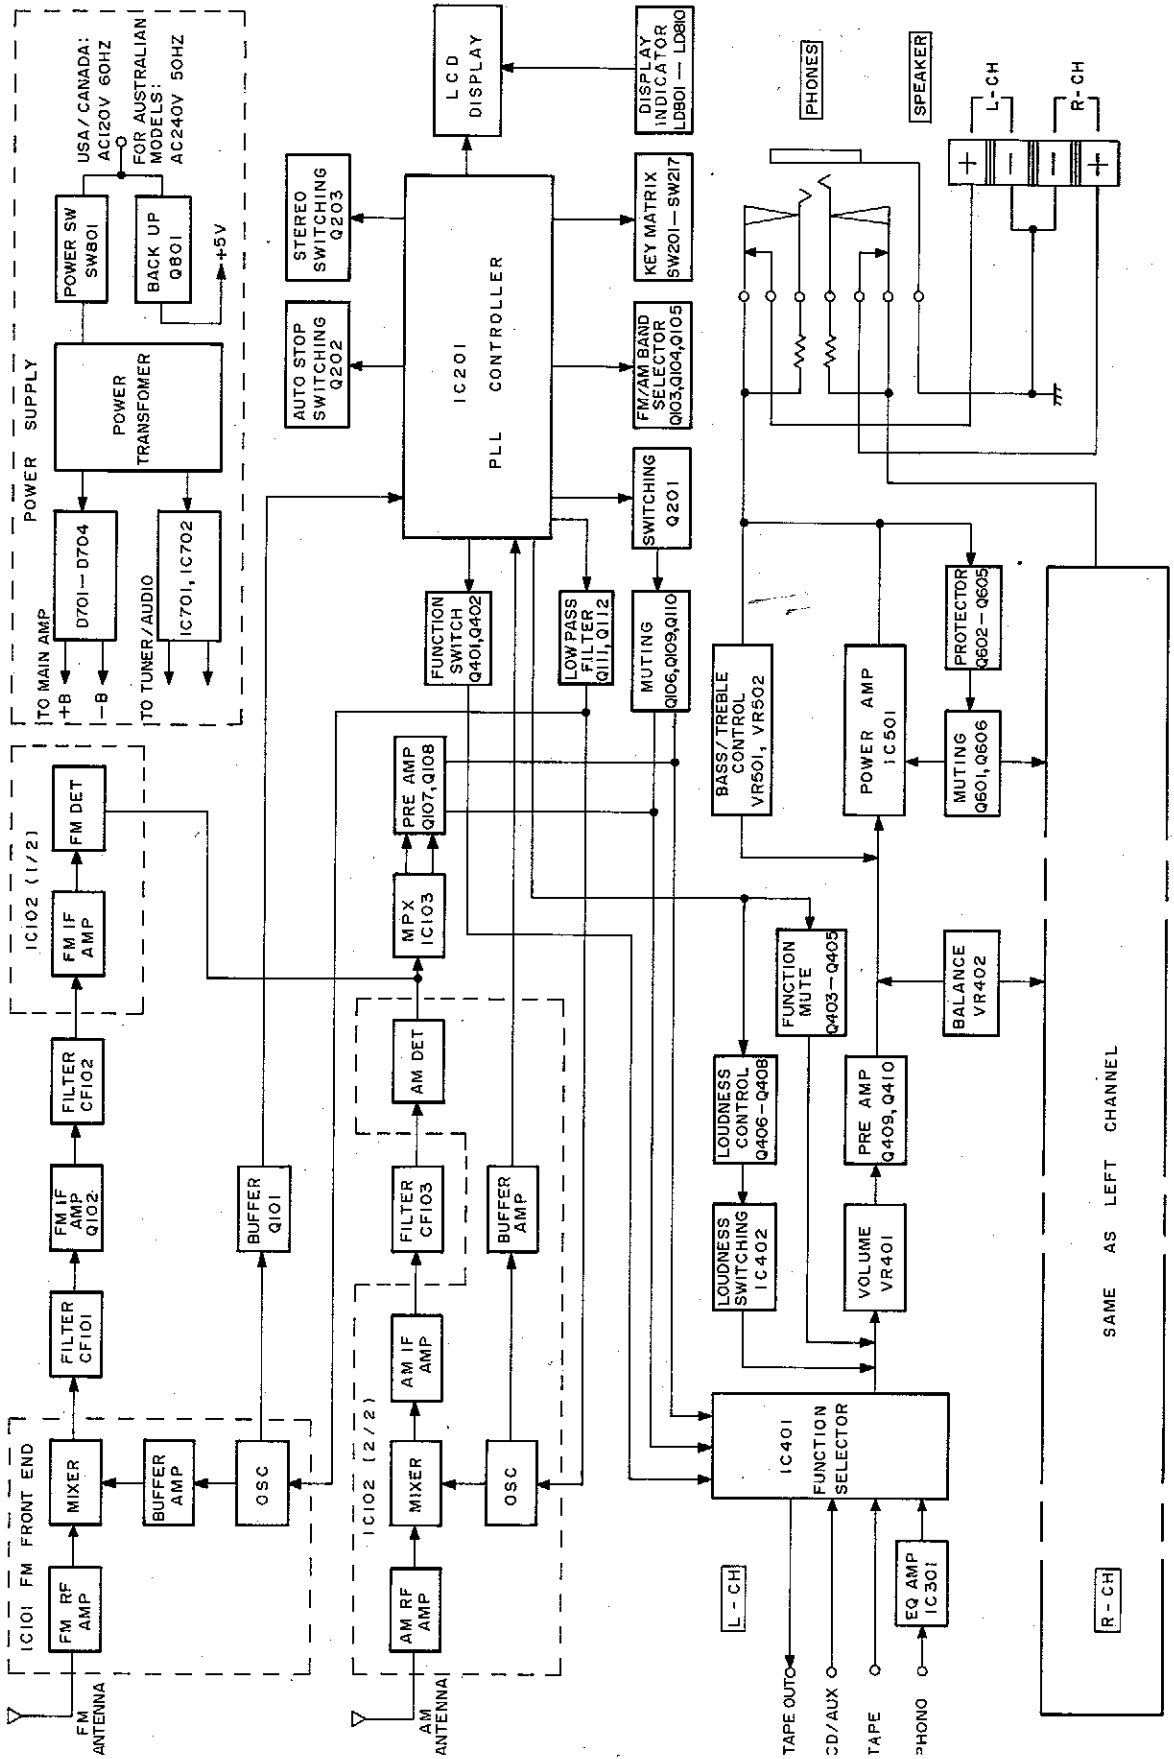 IC101 FM FRONT END
FM
ANTENNA
FM RF
AMP
MIXER
BUFFER
AMP
OSC
FILTER
CF101
FM IF
AMP
Q102
FILTER
CF102
IC102 (1/2)
FM IF
AMP
FM DET
BUFFER
Q101
POWER SUPPLY
TO MAIN AMP
+B
-B
D701-D704
TO TUNER/AUDIO
IC701, IC702
POWER
TRANSFOMER
POWER SW
SW801
BACK UP
Q801
+5V
USA/CANADA:
AC120V 60HZ
FOR AUSTRALIAN
MODELS:
AC240V 50HZ
AM
ANTENNA
IC102 (2/2)
AM RF
AMP
MIXER
OSC
AM IF
AMP
FILTER
CF103
BUFFER
AMP
AM DET
MPX
IC103
PRE AMP
Q107, Q108
FUNCTION
SWITCH
Q401, Q402
LOW PASS
FILTER
Q111, Q112
MUTING
Q106, Q109, Q110
SWITCHING
Q201
AUTO STOP
SWITCHING
Q202
STEREO
SWITCHING
Q203
IC201
PLL CONTROLLER
FM/AM BAND
SELECTOR
Q103, Q104, Q105
KEY MATRIX
SW201-SW217
LCD
DISPLAY
DISPLAY
INDICATOR
LD801-LD810
L-CH
TAPE OUT
CD/AUX
TAPE
PHONO
EQ AMP
IC301
IC401
FUNCTION
SELECTOR
LOUDNESS
SWITCHING
IC402
LOUDNESS
CONTROL
Q406-Q408
FUNCTION
MUTE
Q403-Q405
VOLUME
VR401
PRE AMP
Q409, Q410
BALANCE
VR402
BASS/TREBLE
CONTROL
VR501, VR502
POWER AMP
IC501
MUTING
Q601, Q606
PROTECTOR
Q602-Q605
PHONES
SPEAKER
L-CH
R-CH
+
-
-
+
R-CH
SAME AS LEFT CHANNEL